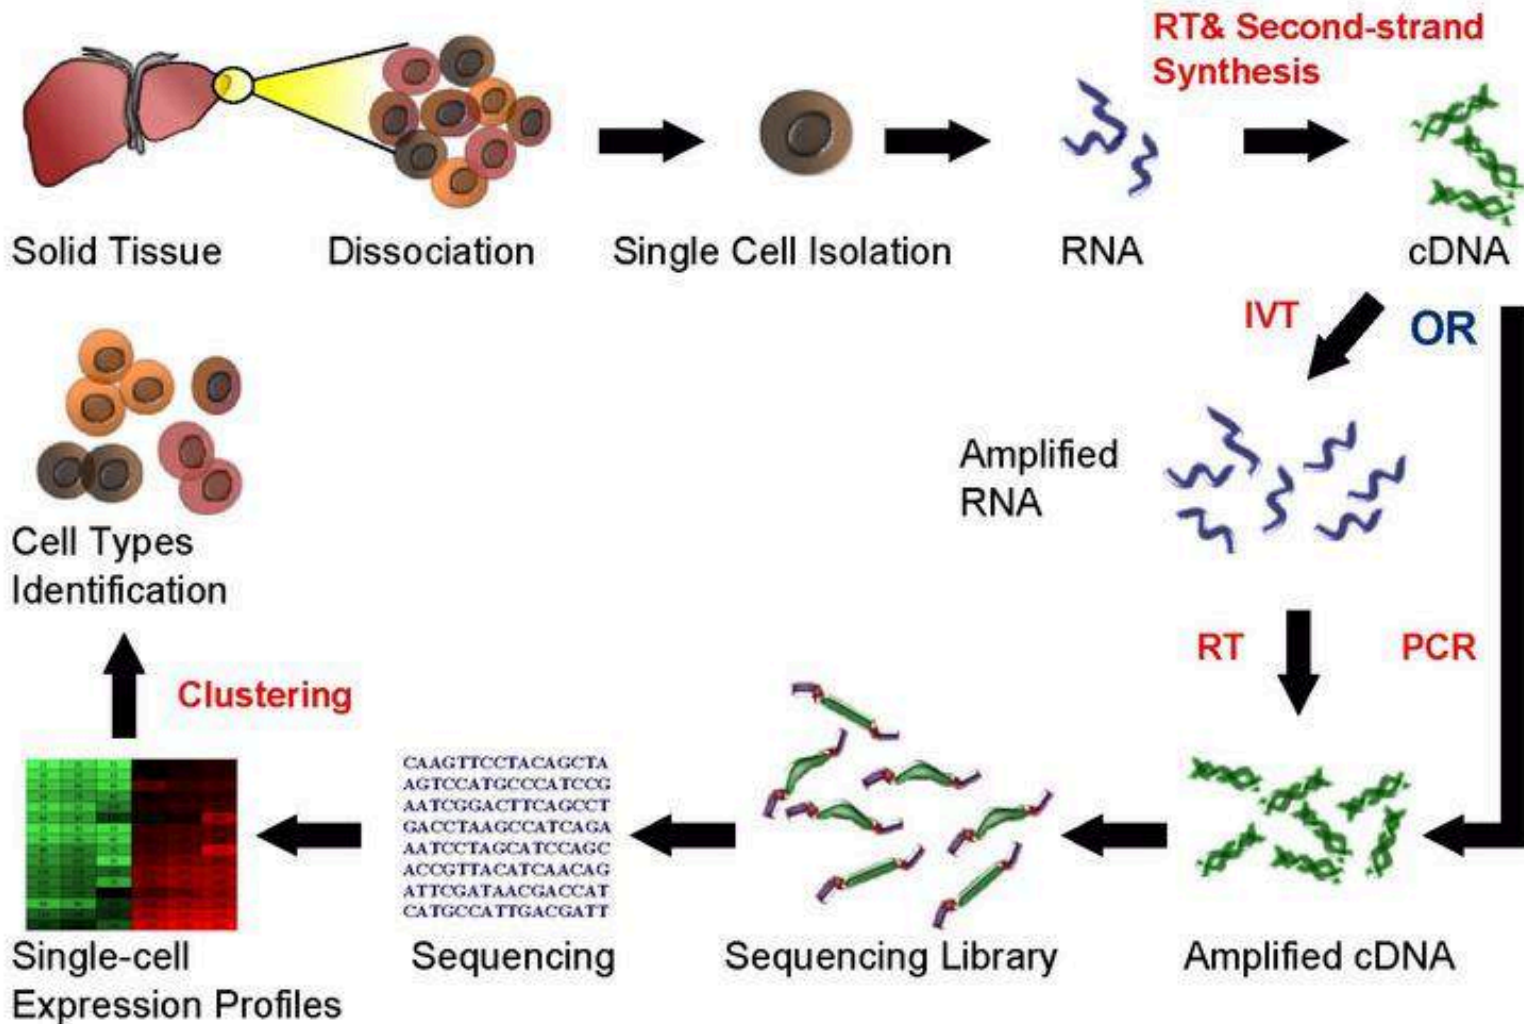 RT& Second-strand
Synthesis
Solid Tissue
Dissociation
Single Cell Isolation
RNA
cDNA
IVT
OR
Amplified
RNA
RT
PCR
Amplified cDNA
Sequencing Library
CAAGTTCCTACAGCTA
AGTCCATGCCCATCCG
AATCGGACTTCAGCCT
GACCTAAGCCATCAGA
AATCCTAGCATCCAGC
ACCGTTACATCAACAG
ATTCGATAACGACCAT
CATGCCATTGACGATT
Sequencing
Single-cell
Expression Profiles
Clustering
Cell Types
Identification